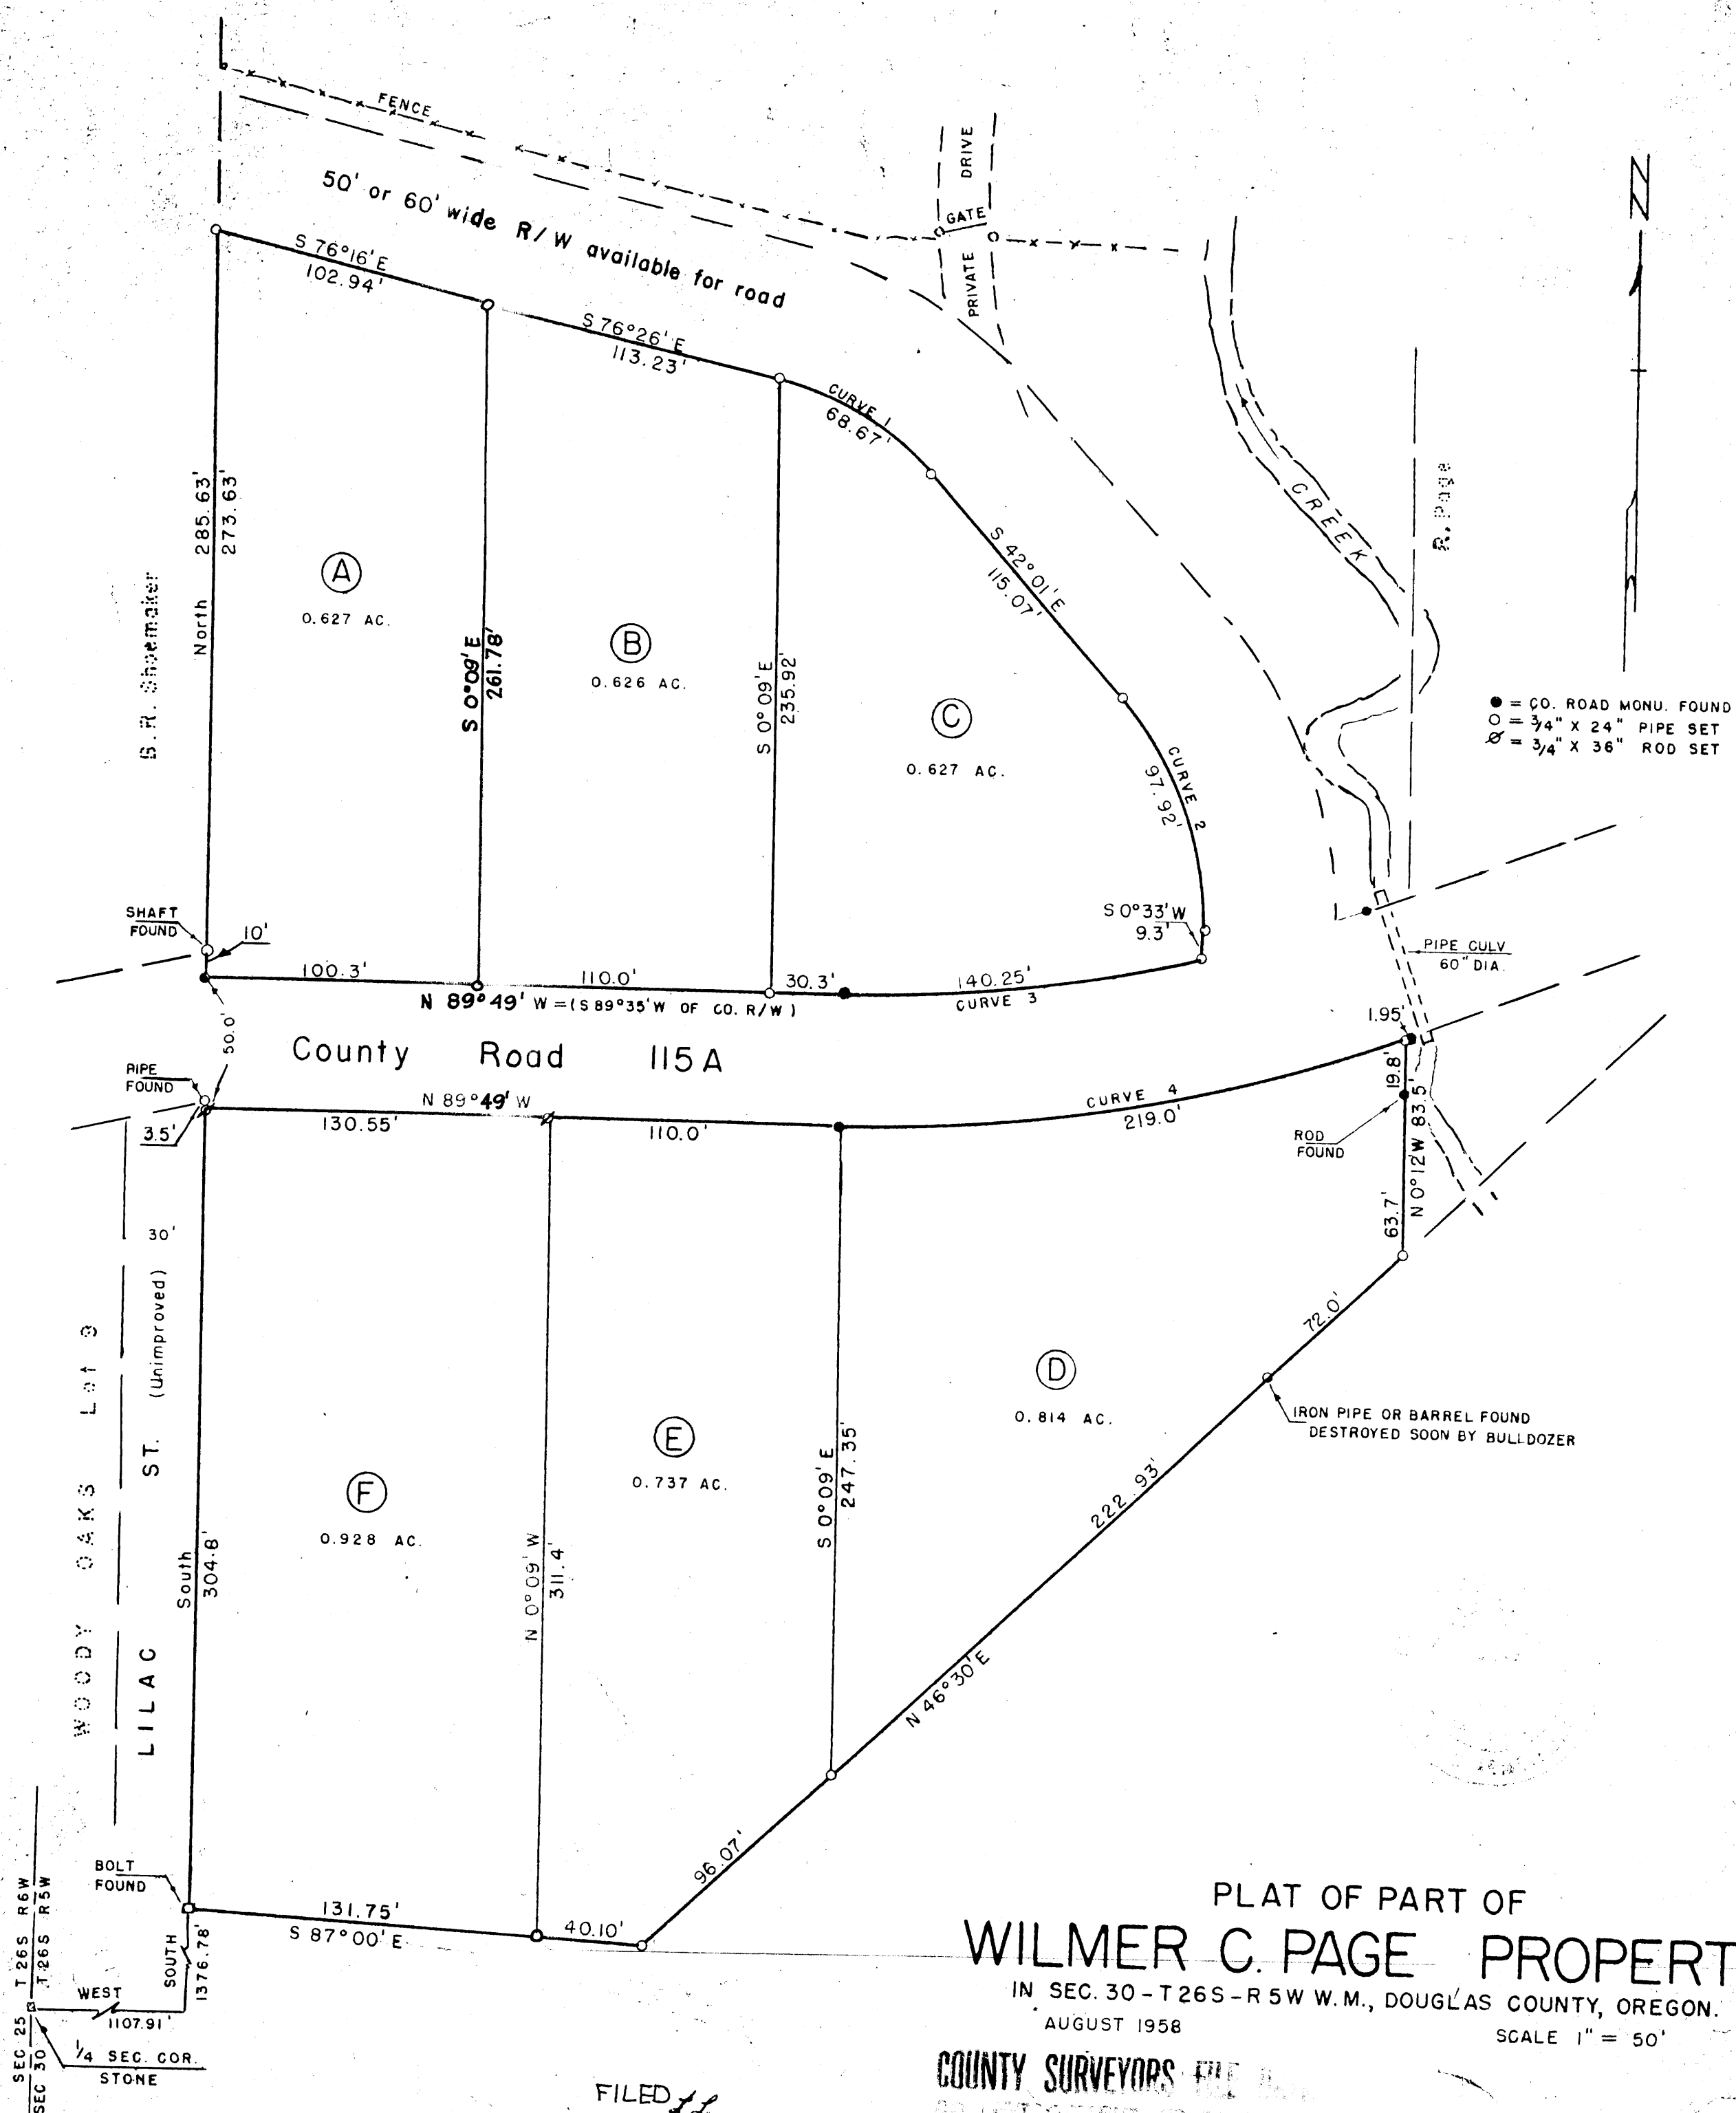 FENCE
50' or 60' wide R/W available for road
GATE
PRIVATE DRIVE
N
S 76°16' E
102.94'
S 76°26' E
113.23'
CURVE 1
68.67'
S 42°01' E
115.07'
CURVE 2
97.92'
S 0°33' W
9.3'
CREEK
R. Page
● = CO. ROAD MONU. FOUND
○ = 3/4" X 24" PIPE SET
Ø = 3/4" X 36" ROD SET
North 285.63'
273.63'
Ⓐ
0.627 AC.
S 0°09' E
261.78'
Ⓑ
0.626 AC.
S 0°09' E
235.92'
Ⓒ
0.627 AC.
Shoemaker
SHAFT
FOUND
10'
100.3'
110.0'
30.3'
140.25'
CURVE 3
N 89°49' W = (S 89°35' W OF CO. R/W)
PIPE CULV
60" DIA.
50.0'
County Road 115 A
1.95'
19.8'
PIPE
FOUND
3.5'
N 89°49' W
130.55'
110.0'
CURVE 4
219.0'
ROD
FOUND
N 0°12' W 83.5'
63.7'
72.0'
WOODY OAKS Lot
LILAC ST. (Unimproved) 30'
South
304.8'
Ⓕ
0.928 AC.
N 0°09' W
311.4'
Ⓔ
0.737 AC.
S 0°09' E
247.35'
Ⓓ
0.814 AC.
IRON PIPE OR BARREL FOUND
DESTROYED SOON BY BULLDOZER
222.93'
N 46°30' E
96.07'
BOLT
FOUND
131.75'
S 87°00' E
40.10'
SOUTH
1376.78'
WEST
1107.91'
T 26S R6W
T 26S R5W
SEC 25
SEC 30
1/4 SEC. COR.
STONE
PLAT OF PART OF
WILMER C. PAGE PROPERT
IN SEC. 30 - T 26S - R 5W W.M., DOUGLAS COUNTY, OREGON.
AUGUST 1958
SCALE 1" = 50'
COUNTY SURVEYORS FILE
FILED